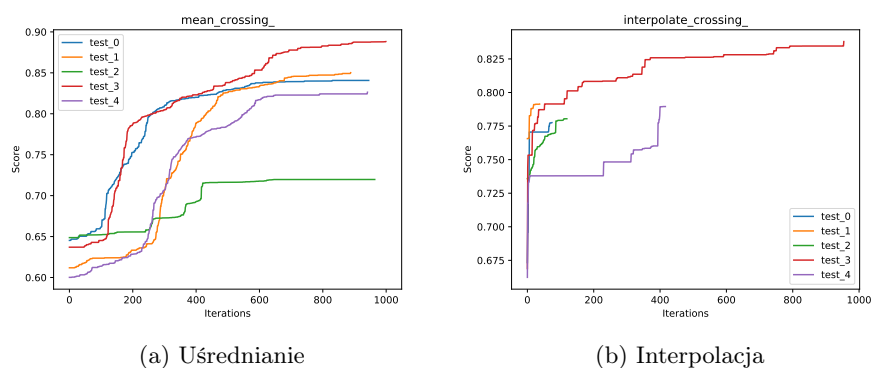 mean_crossing_
0.90
0.85
0.80
0.75
0.70
0.65
0.60
Score
test_0
test_1
test_2
test_3
test_4
0 200 400 600 800 1000
Iterations
(a) Uśrednianie
interpolate_crossing_
0.825
0.800
0.775
0.750
0.725
0.700
0.675
Score
test_0
test_1
test_2
test_3
test_4
0 200 400 600 800 1000
Iterations
(b) Interpolacja